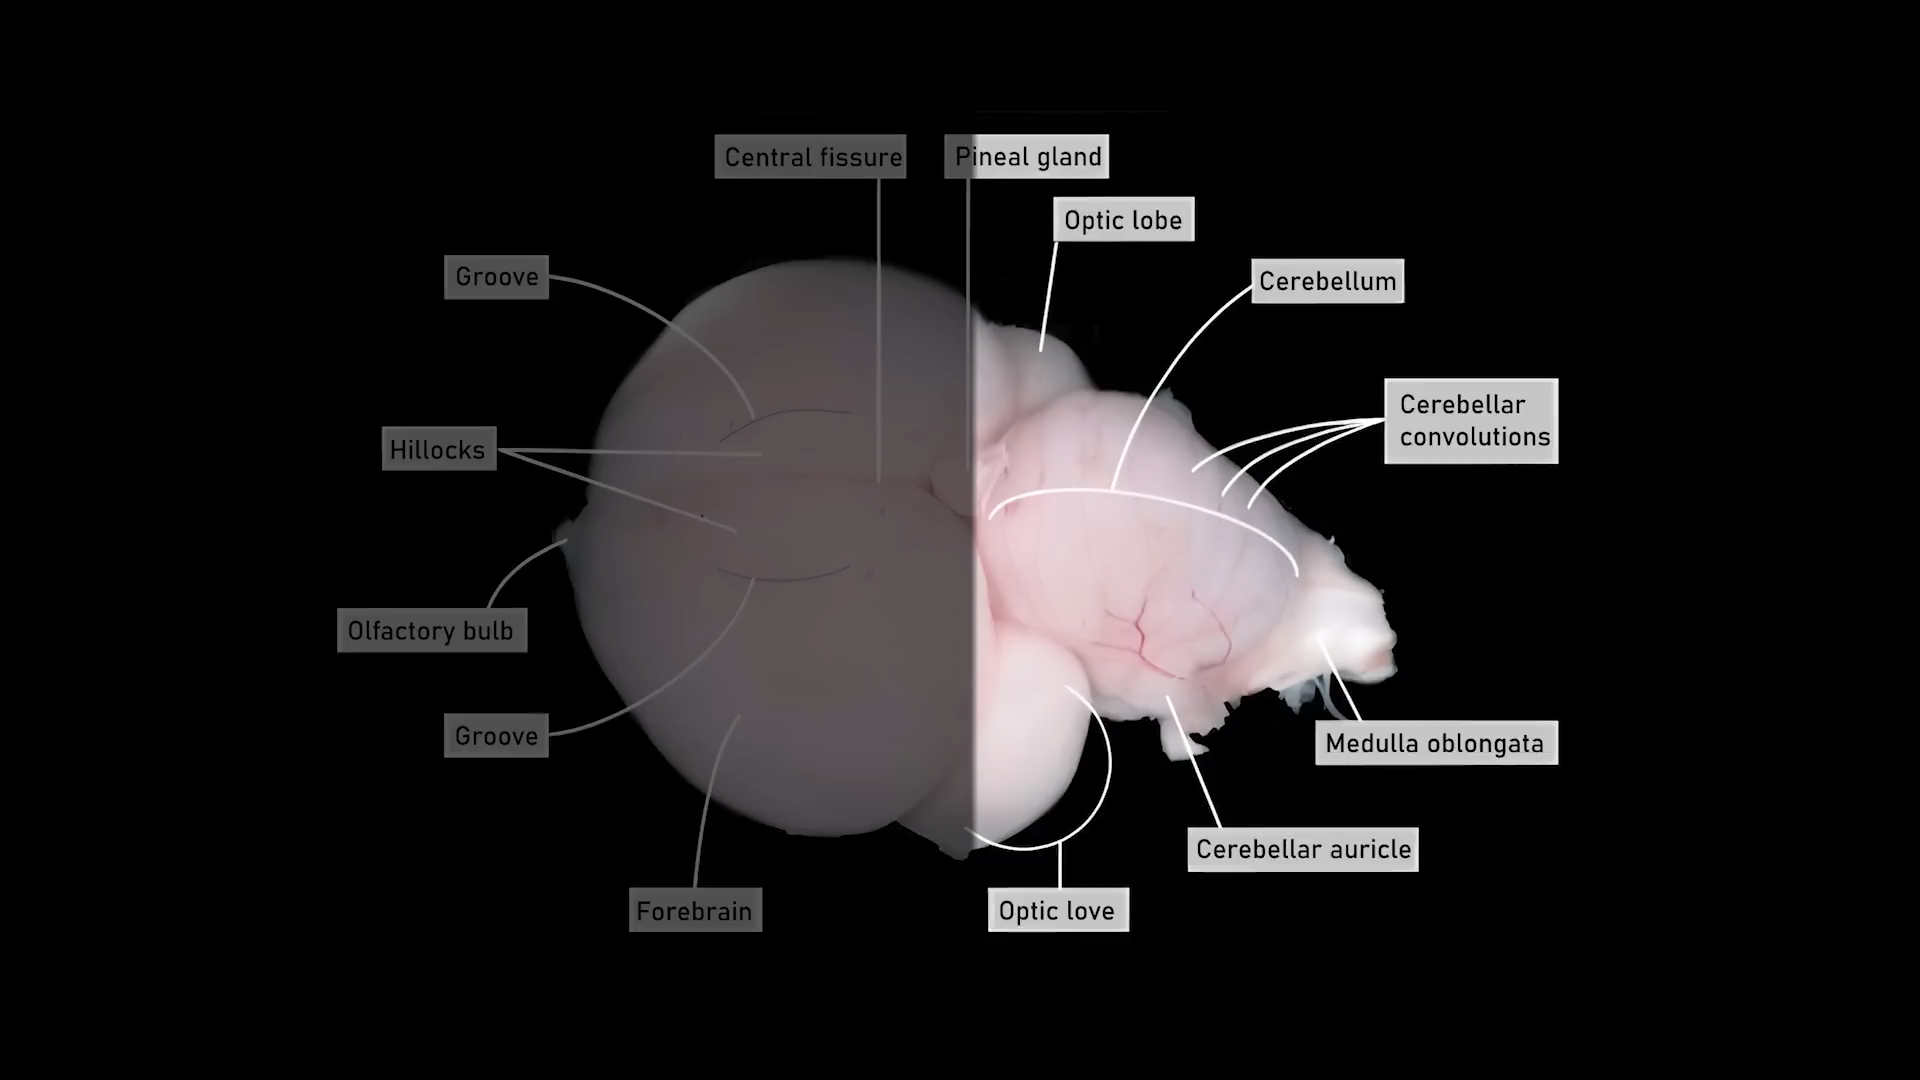 Central fissure
Pineal gland
Optic lobe
Groove
Cerebellum
Cerebellar
convolutions
Hillocks
Olfactory bulb
Groove
Medulla oblongata
Cerebellar auricle
Forebrain
Optic love